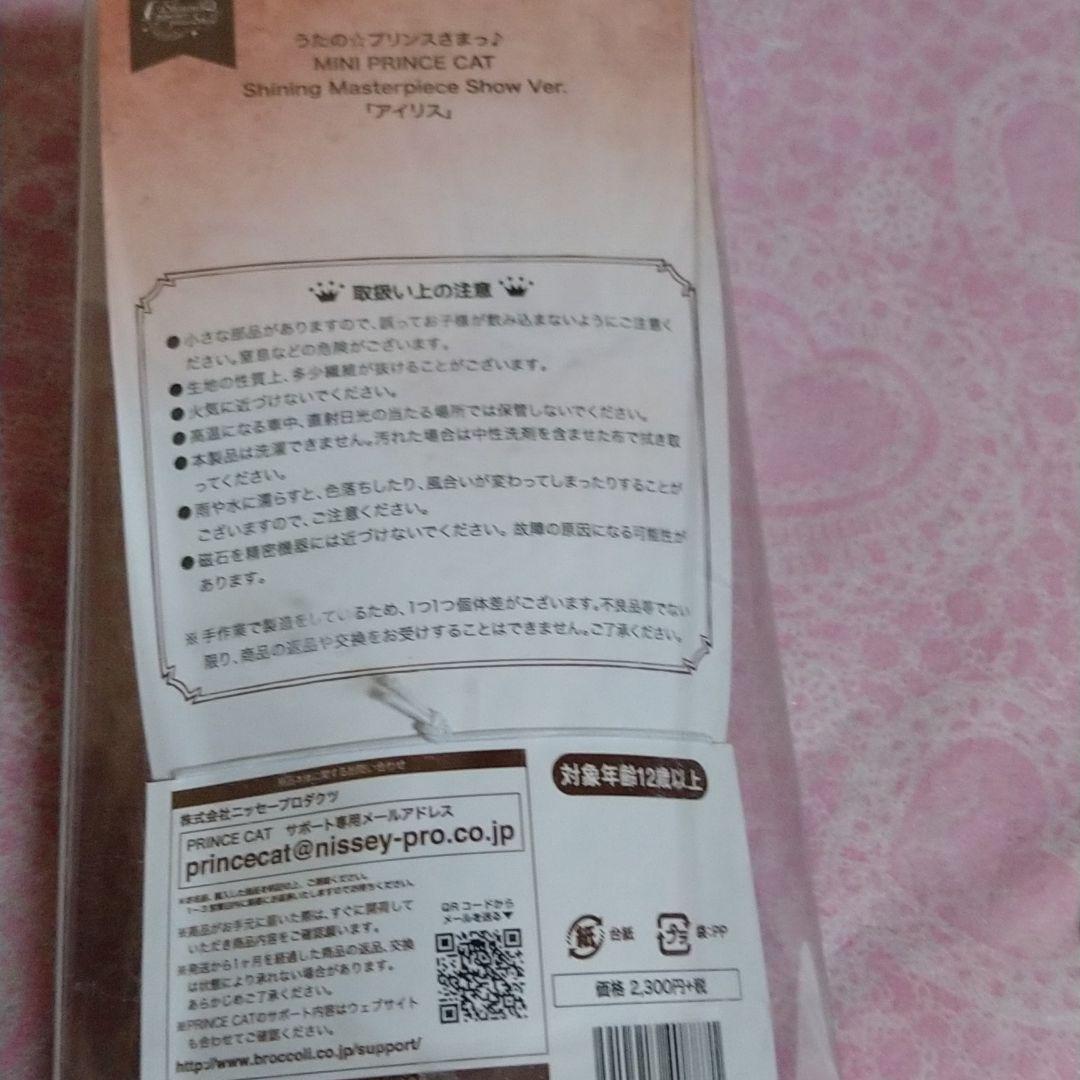 うたの☆プリンスさまっ♪
MINI PRINCE CAT
Shining Masterpiece Show Ver.
「アイリス」
取扱い上の注意
●小さな部品がありますので、誤ってお子様が飲み込まないようにご注意く
ださい。窒息などの危険がございます。
●生地の性質上、多少繊維が抜けることがございます。
●火気に近づけないでください。
●高温になる車中、直射日光の当たる場所では保管しないでください。
●本製品は洗濯できません。汚れた場合は中性洗剤を含ませた布で拭き取
ってください。
●雨や水に濡らすと、色落ちしたり、風合いが変わってしまったりすることが
ございますので、ご注意ください。
●磁石を精密機器には近づけないでください。故障の原因になる可能性が
あります。
※手作業で製造をしているため、1つ1つ個体差がございます。不良品等でない
限り、商品の返品や交換をお受けすることはできません。ご了承ください。
株式会社ニッセープロダクツ
PRINCE CAT サポート専用メールアドレス
princecat@nissey-pro.co.jp
※商品がお手元に届いた際は、すぐに開封して
いただき商品内容をご確認願います。
※発送から1ヶ月を経過した商品の返品、交換
は状態により承れない場合があります。
あらかじめご了承ください。
※PRINCE CATのサポート内容はウェブサイト
も合わせてご確認ください。
http://www.broccoli.co.jp/support/
QRコードから
メールを送る▼
対象年齢12歳以上
紙 台紙
プラ 袋:PP
価格 2,300円+税